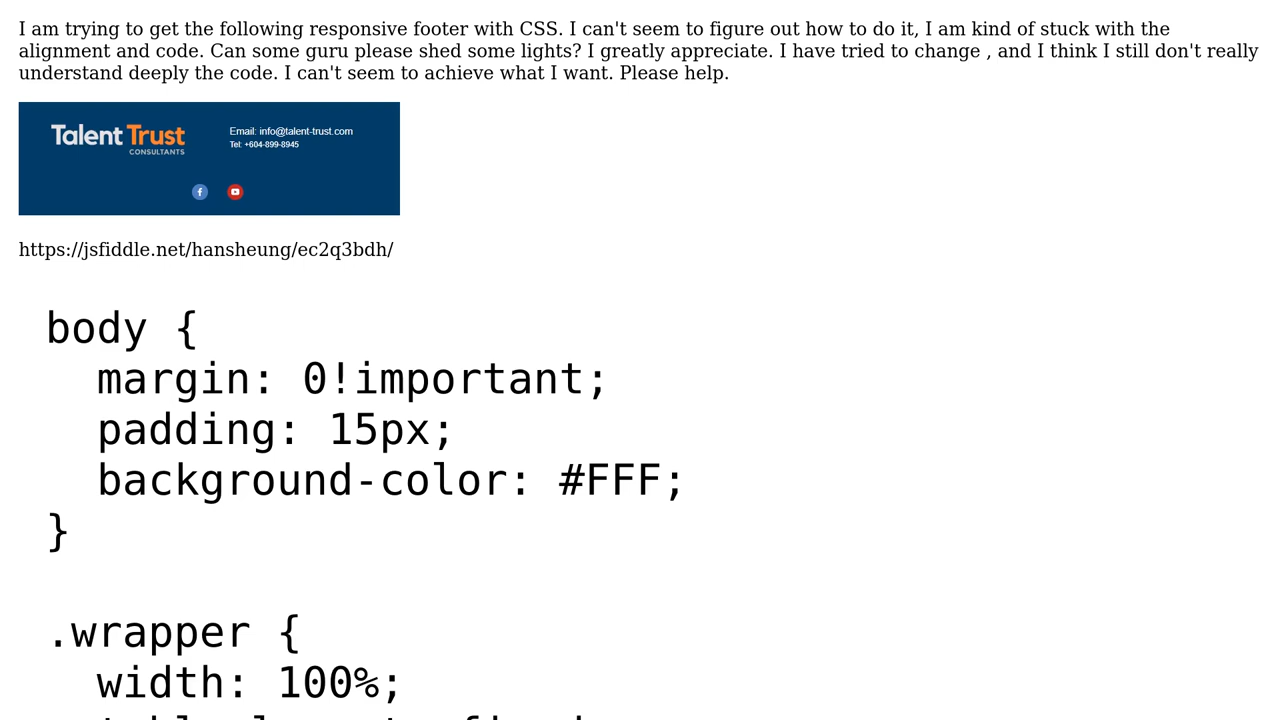 I am trying to get the following responsive footer with CSS. I can't seem to figure out how to do it, I am kind of stuck with the
alignment and code. Can some guru please shed some lights? I greatly appreciate. I have tried to change , and I think I still don't really
understand deeply the code. I can't seem to achieve what I want. Please help.
Talent Trust
CONSULTANTS
Email: info@talent-trust.com
Tel: +604-899-8945
https://jsfiddle.net/hansheung/ec2q3bdh/
body {
  margin: 0!important;
  padding: 15px;
  background-color: #FFF;
}
.wrapper {
  width: 100%;